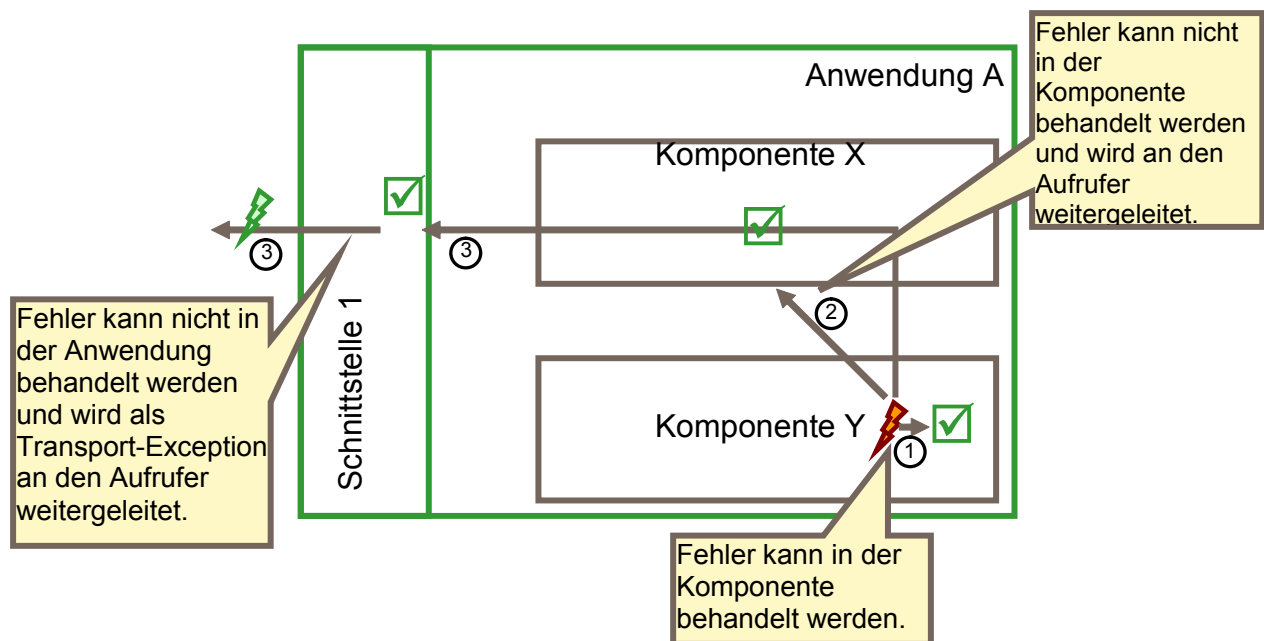 Fehler kann nicht
in der
Komponente
behandelt werden
und wird an den
Aufrufer
weitergeleitet.
Anwendung A
Komponente X
3
3
2
Schnittstelle 1
Fehler kann nicht in
der Anwendung
behandelt werden
und wird als
Transport-Exception
an den Aufrufer
weitergeleitet.
Komponente Y
1
Fehler kann in der
Komponente
behandelt werden.